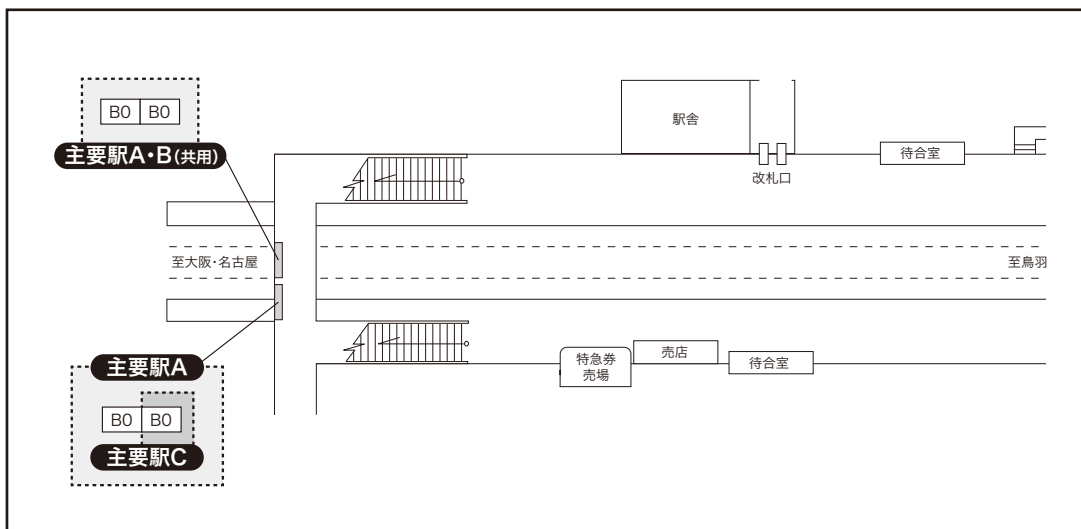 B0 B0
主要駅A・B(共用)
駅舎
改札口
待合室
至大阪・名古屋
至鳥羽
主要駅A
B0 B0
主要駅C
特急券
売場
売店
待合室